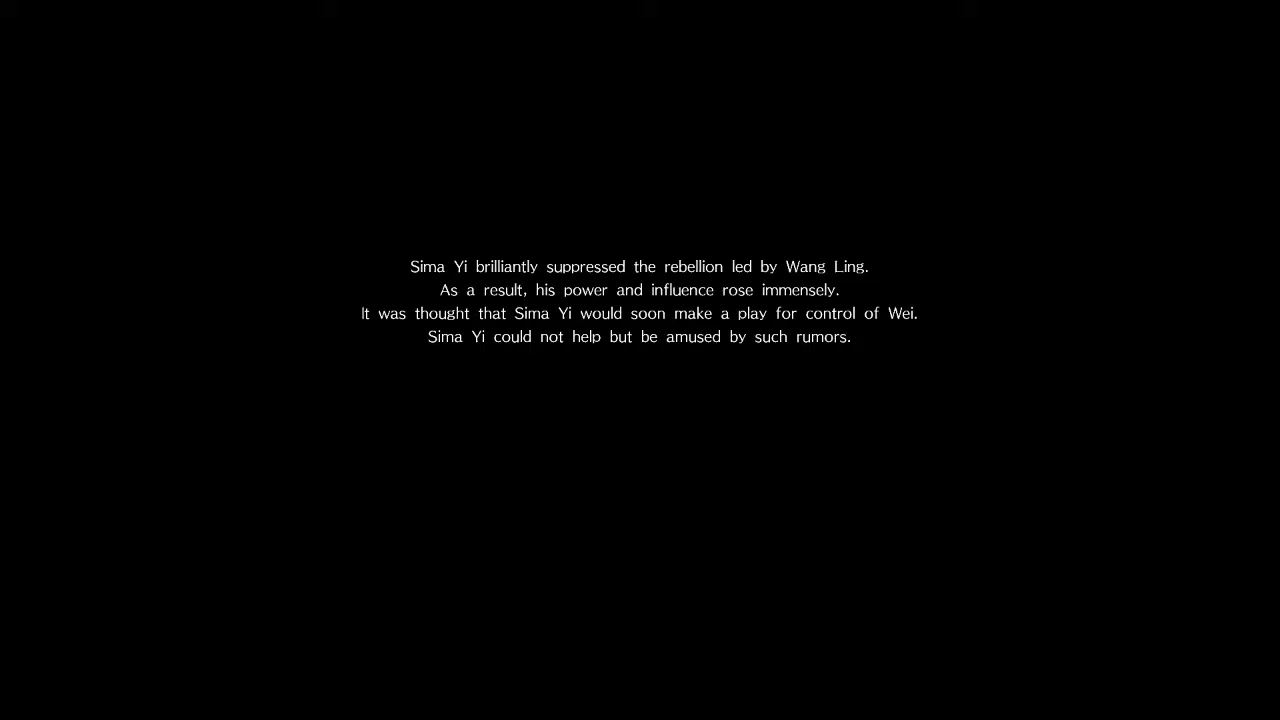 Sima Yi brilliantly suppressed the rebellion led by Wang Ling.
As a result, his power and influence rose immensely.
It was thought that Sima Yi would soon make a play for control of Wei.
Sima Yi could not help but be amused by such rumors.